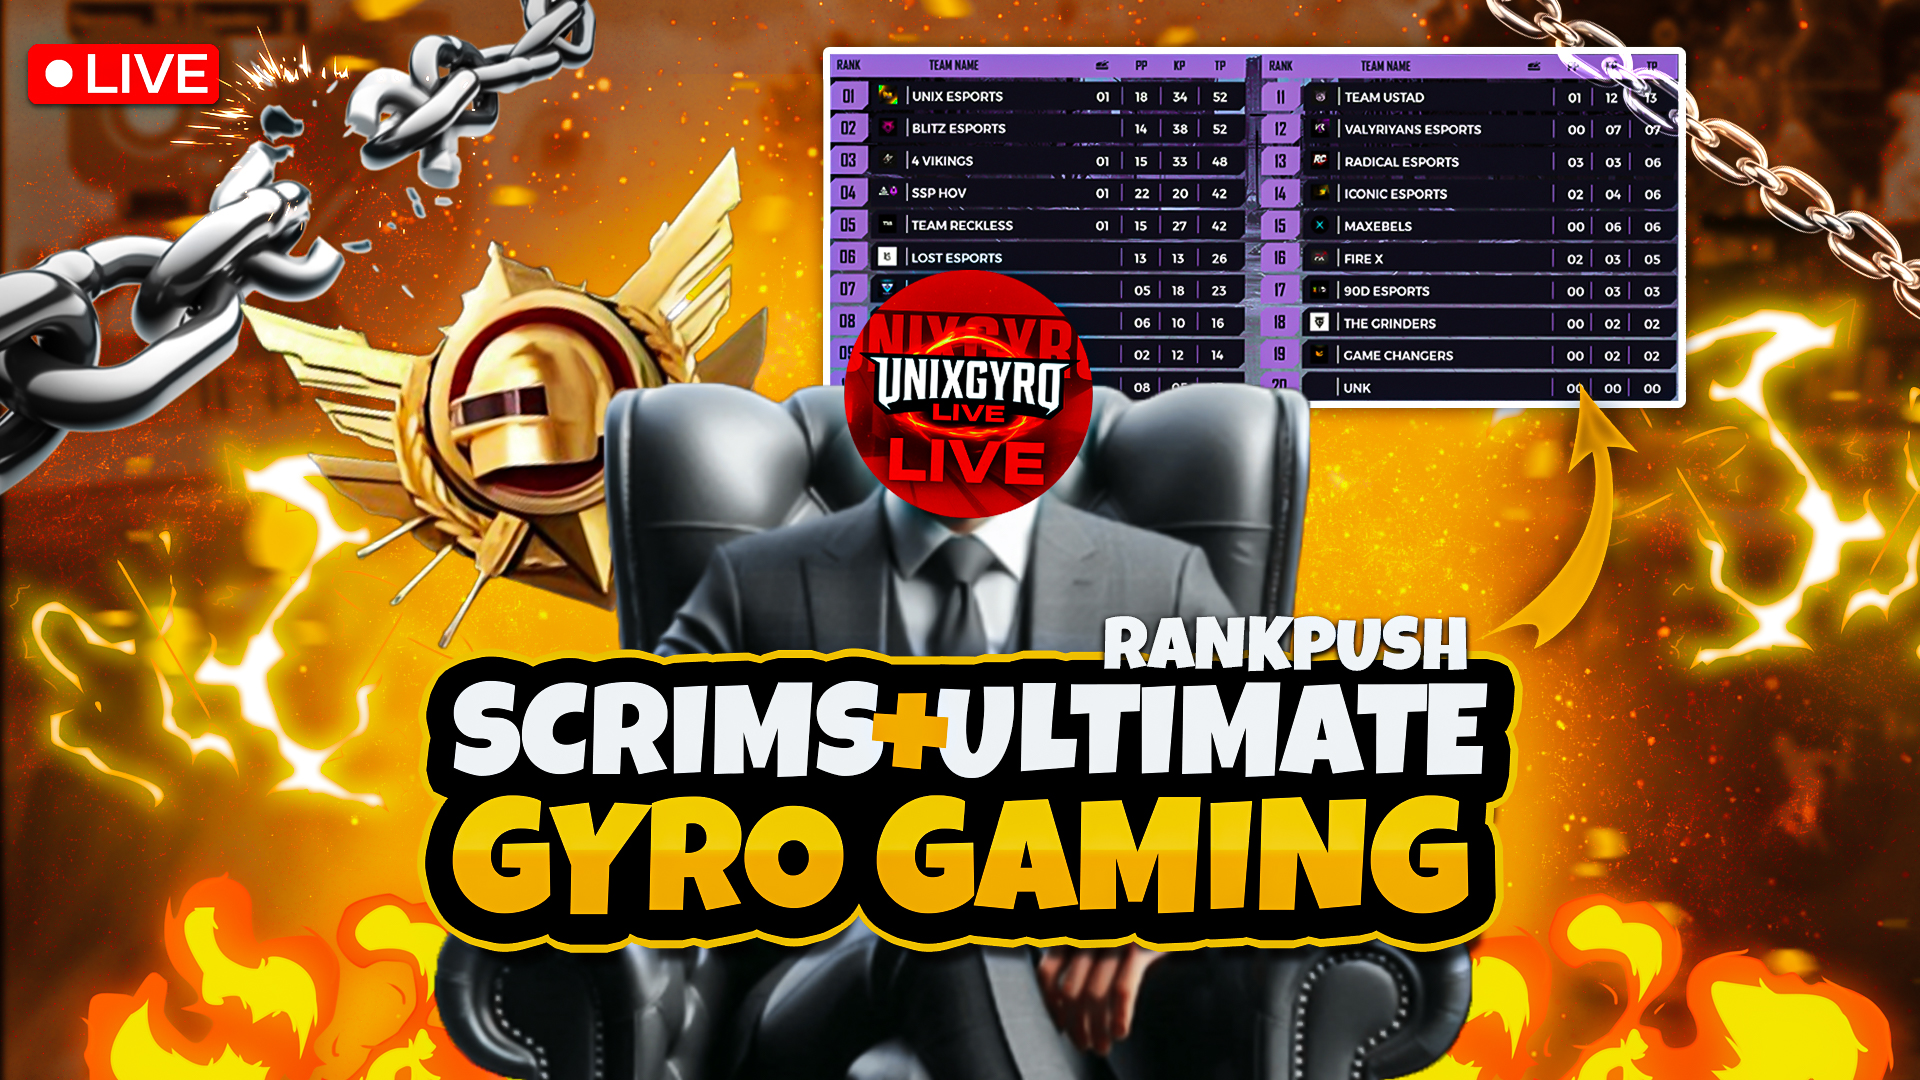 LIVE
RANK TEAM NAME PP KP TP
01 UNIX ESPORTS 01 18 34 52
02 BLITZ ESPORTS 14 38 52
03 4 VIKINGS 01 15 33 48
04 SSP HOV 01 22 20 42
05 TEAM RECKLESS 01 15 27 42
06 LOST ESPORTS 13 13 26
07 05 18 23
08 06 10 16
09 02 12 14
08
RANK TEAM NAME PP KP TP
11 TEAM USTAD 01 12 13
12 VALYRIYANS ESPORTS 00 07 07
13 RADICAL ESPORTS 03 03 06
14 ICONIC ESPORTS 02 04 06
15 MAXEBELS 00 06 06
16 FIRE X 02 03 05
17 90D ESPORTS 00 03 03
18 THE GRINDERS 00 02 02
19 GAME CHANGERS 00 02 02
20 UNK 00 00 00
UNIXGYRO
LIVE
LIVE
RANKPUSH
SCRIMS+ULTIMATE
GYRO GAMING